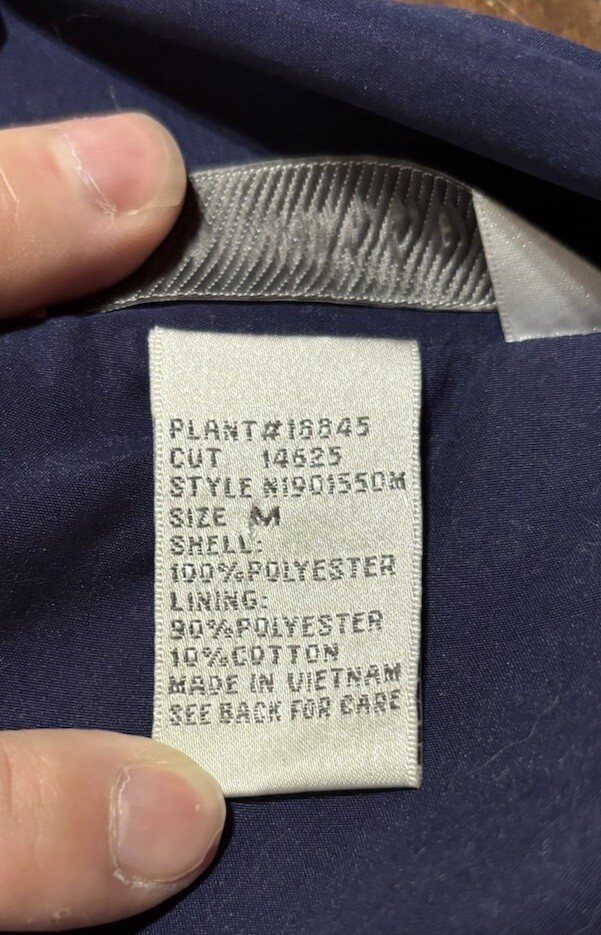 PLANT#18845
CUT 14625
STYLE N1901550M
SIZE M
SHELL:
100%POLYESTER
LINING:
90%POLYESTER
10%COTTON
MADE IN VIETNAM
SEE BACK FOR CARE